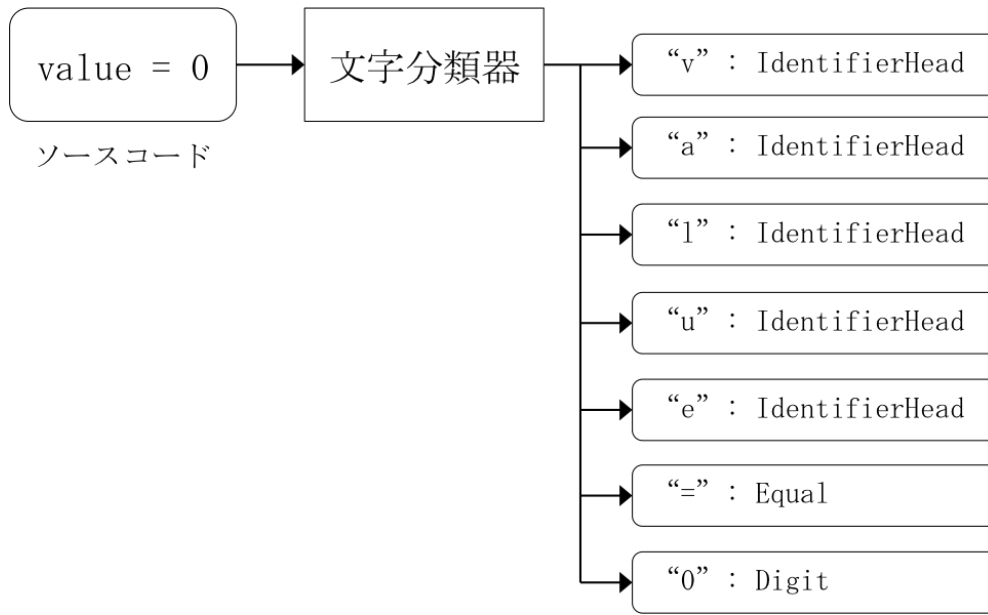 value = 0
ソースコード
文字分類器
“v” : IdentifierHead
“a” : IdentifierHead
“l” : IdentifierHead
“u” : IdentifierHead
“e” : IdentifierHead
“=” : Equal
“0” : Digit